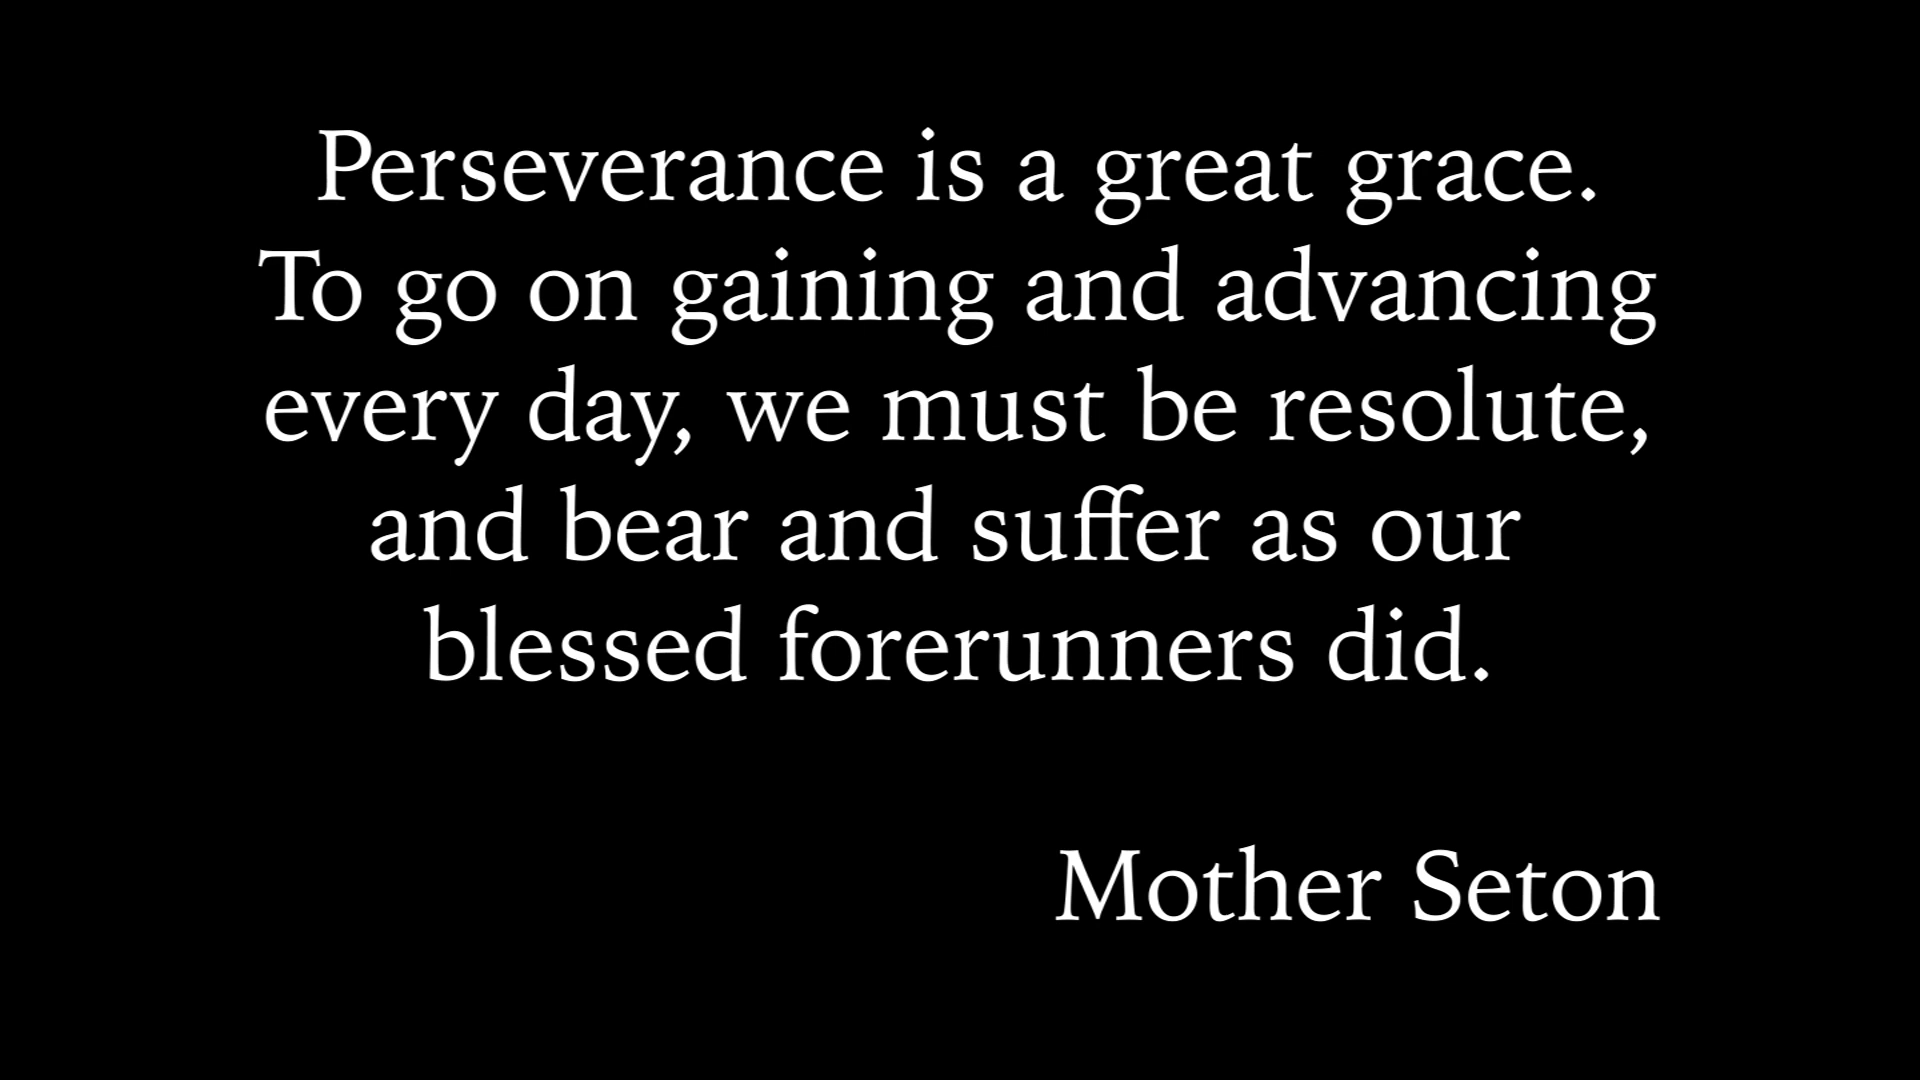 Perseverance is a great grace.
To go on gaining and advancing
every day, we must be resolute,
and bear and suffer as our
blessed forerunners did.
Mother Seton